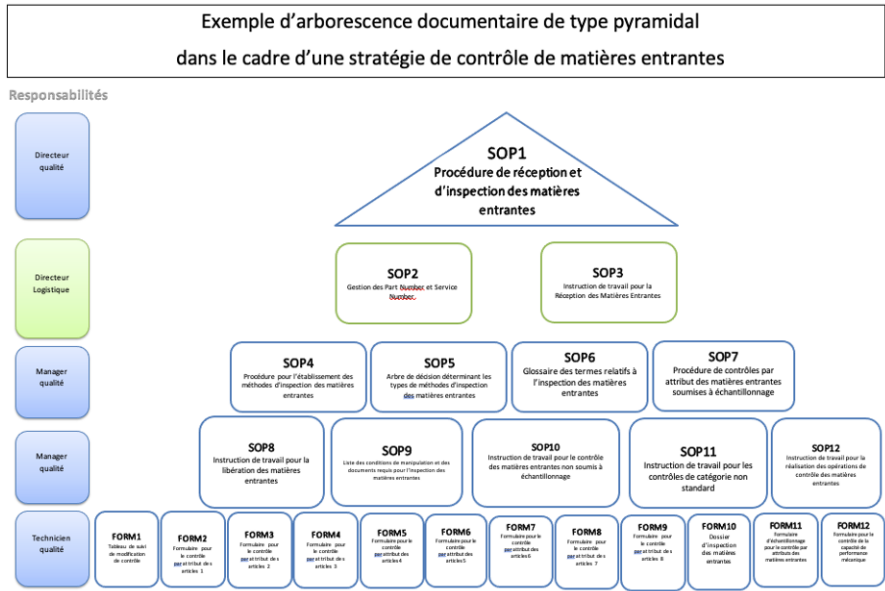 Exemple d'arborescence documentaire de type pyramidal
dans le cadre d'une stratégie de contrôle de matières entrantes
Responsabilités
Directeur
qualité
SOP1
Procédure de réception et
d'inspection des matières
entrantes
Directeur
Logistique
SOP2
Gestion des Part Number et Service
Number.
SOP3
Instruction de travail pour la
Réception des Matières Entrantes
Manager
qualité
SOP4
Procédure pour l'établissement des
méthodes d'inspection des matières
entrantes
SOP5
Arbre de décision déterminant les
types de méthodes d'inspection
des matières entrantes
SOP6
Glossaire des termes relatifs à
l'inspection des matières
entrantes
SOP7
Procédure de contrôles par
attribut des matières entrantes
soumises à échantillonnage
Manager
qualité
SOP8
Instruction de travail pour la
libération des matières
entrantes
SOP9
Liste des conditions de manipulation et des
documents requis pour l'inspection des
matières entrantes
SOP10
Instruction de travail pour le contrôle
des matières entrantes non soumis à
échantillonnage
SOP11
Instruction de travail pour les
contrôles de catégorie non
standard
SOP12
Instruction de travail pour la
réalisation des opérations de
contrôle des matières
entrantes
Technicien
qualité
FORM1
Tableau de suivi
de modification
de contrôle
FORM2
Formulaire pour
le contrôle
par attribut des
articles 1
FORM3
Formulaire pour
le contrôle
par attribut des
articles 2
FORM4
Formulaire pour
le contrôle
par attribut des
articles 3
FORM5
Formulaire pour le
contrôle
par attribut des
articles 4
FORM6
Formulaire pour le
contrôle
par attribut des
articles 5
FORM7
Formulaire pour le
contrôle
par attribut des
articles 6
FORM8
Formulaire pour
le contrôle
par attribut des
articles 7
FORM9
Formulaire pour
le contrôle
par attribut des
articles 8
FORM10
Dossier
d'inspection
des matières
entrantes
FORM11
Formulaire
d'échantillonnage
pour le contrôle par
attributs des
matières entrantes
FORM12
Formulaire pour le
contrôle de la
capacité de
performance
mécanique